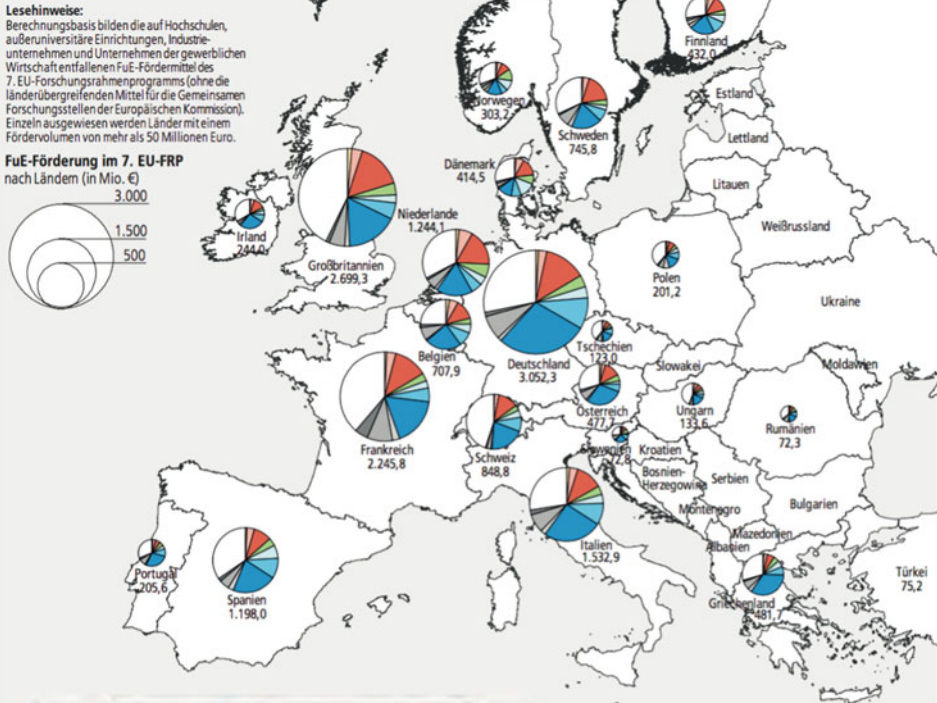 Lesehinweise:
Berechnungsbasis bilden die auf Hochschulen,
außeruniversitäre Einrichtungen, Industrie-
unternehmen und Unternehmen der gewerblichen
Wirtschaft entfallenen FuE-Fördermittel des
7. EU-Forschungsrahmenprogramms (ohne die
länderübergreifenden Mittel für die Gemeinsamen
Forschungsstellen der Europäischen Kommission).
Einzeln ausgewiesen werden Länder mit einem
Fördervolumen von mehr als 50 Millionen Euro.
FuE-Förderung im 7. EU-FRP
nach Ländern (in Mio. €)
3.000
1.500
500
Finnland
432,0
Norwegen
303,2
Schweden
745,8
Estland
Lettland
Litauen
Weißrussland
Dänemark
414,5
Irland
244,0
Großbritannien
2.699,3
Niederlande
1.244,1
Polen
201,2
Ukraine
Belgien
707,9
Deutschland
3.052,3
Tschechien
123,0
Slowakei
Moldawien
Frankreich
2.245,8
Schweiz
848,8
Österreich
477,7
Ungarn
133,6
Rumänien
72,3
Slowenien
72,8
Kroatien
Bosnien-
Herzegowina
Serbien
Montenegro
Bulgarien
Mazedonien
Albanien
Italien
1.532,9
Portugal
205,6
Spanien
1.198,0
Griechenland
481,7
Türkei
75,2